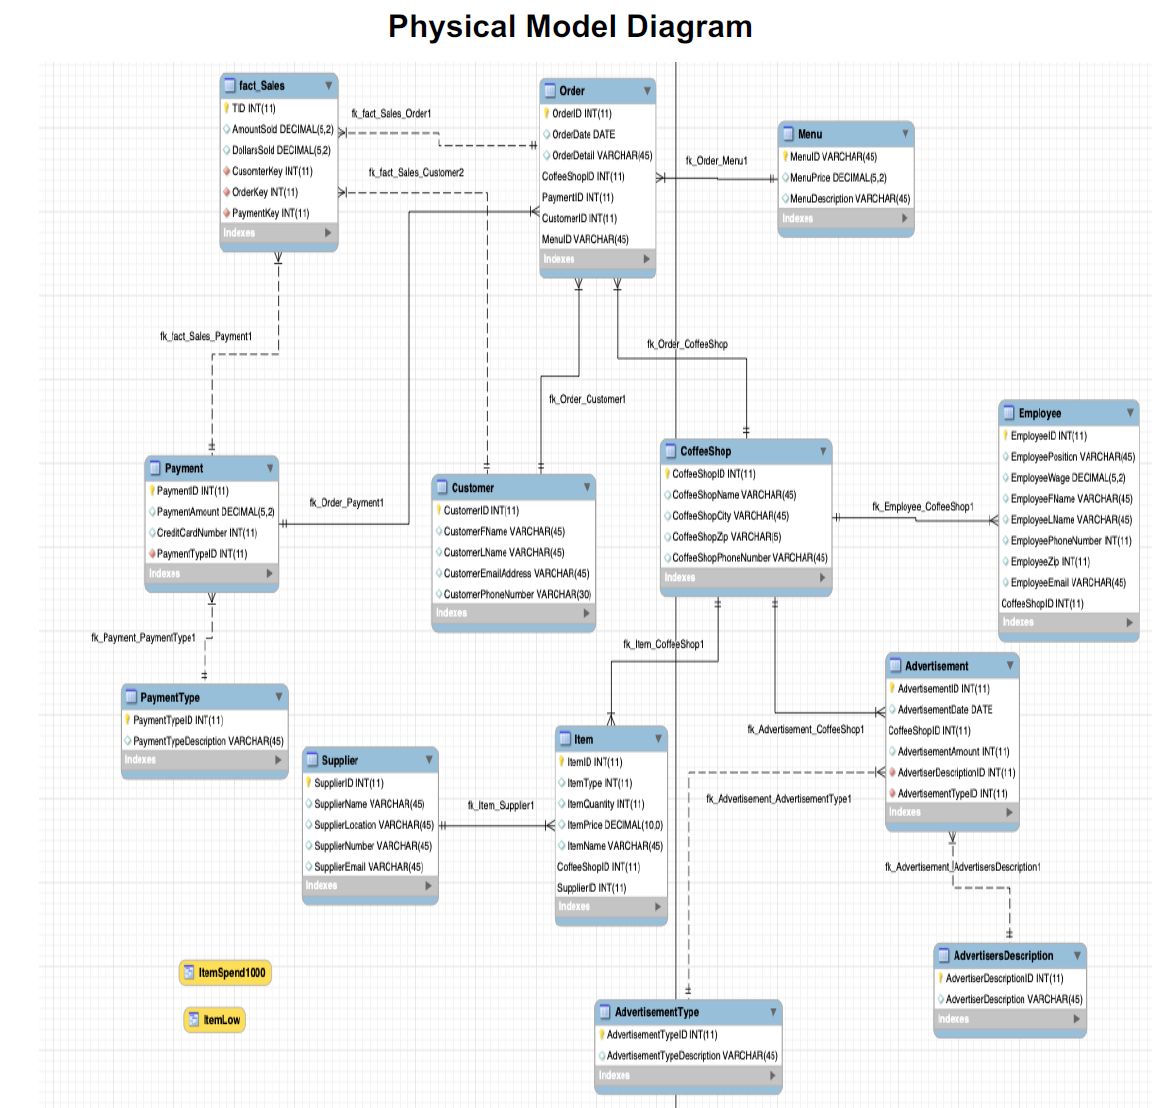 Physical Model Diagram
fact_Sales
TID INT(11)
AmountSold DECIMAL(5,2)
DollarsSold DECIMAL(5,2)
CusonterKey INT(11)
OrderKey INT(11)
PaymentKey INT(11)
Indexes
fk_fact_Sales_Order1
fk_fact_Sales_Customer2
Order
OrderID INT(11)
OrderDate DATE
OrderDetail VARCHAR(45)
CoffeeShopID INT(11)
PaymentID INT(11)
CustomerID INT(11)
MenuID VARCHAR(45)
Indexes
fk_Order_Menu1
Menu
MenuID VARCHAR(45)
MenuPrice DECIMAL(5,2)
MenuDescription VARCHAR(45)
Indexes
fk_fact_Sales_Payment1
fk_Order_CoffeeShop
fk_Order_Customer1
Payment
PaymentID INT(11)
PaymentAmount DECIMAL(5,2)
CreditCardNumber INT(11)
PaymentTypeID INT(11)
Indexes
fk_Order_Payment1
Customer
CustomerID INT(11)
CustomerFName VARCHAR(45)
CustomerLName VARCHAR(45)
CustomerEmailAddress VARCHAR(45)
CustomerPhoneNumber VARCHAR(30)
Indexes
CoffeeShop
CoffeeShopID INT(11)
CoffeeShopName VARCHAR(45)
CoffeeShopCity VARCHAR(45)
CoffeeShopZip VARCHAR(5)
CoffeeShopPhoneNumber VARCHAR(45)
Indexes
fk_Employee_CoffeeShop1
Employee
EmployeeID INT(11)
EmployeePosition VARCHAR(45)
EmployeeWage DECIMAL(5,2)
EmployeeFName VARCHAR(45)
EmployeeLName VARCHAR(45)
EmployeePhoneNumber INT(11)
EmployeeZip INT(11)
EmployeeEmail VARCHAR(45)
CoffeeShopID INT(11)
Indexes
fk_Payment_PaymentType1
fk_Item_CoffeeShop1
PaymentType
PaymentTypeID INT(11)
PaymentTypeDescription VARCHAR(45)
Indexes
Supplier
SupplierID INT(11)
SupplierName VARCHAR(45)
SupplierLocation VARCHAR(45)
SupplierNumber VARCHAR(45)
SupplierEmail VARCHAR(45)
Indexes
fk_Item_Supplier1
Item
ItemID INT(11)
ItemType INT(11)
ItemQuantity INT(11)
ItemPrice DECIMAL(10,0)
ItemName VARCHAR(45)
CoffeeShopID INT(11)
SupplierID INT(11)
Indexes
fk_Advertisement_CoffeeShop1
fk_Advertisement_AdvertisementType1
Advertisement
AdvertisementID INT(11)
AdvertisementDate DATE
CoffeeShopID INT(11)
AdvertisementAmount INT(11)
AdvertiserDescriptionID INT(11)
AdvertisementTypeID INT(11)
Indexes
fk_Advertisement_AdvertisersDescription1
ItemSpend1000
ItemLow
AdvertisementType
AdvertisementTypeID INT(11)
AdvertisementTypeDescription VARCHAR(45)
Indexes
AdvertisersDescription
AdvertiserDescriptionID INT(11)
AdvertiserDescription VARCHAR(45)
Indexes